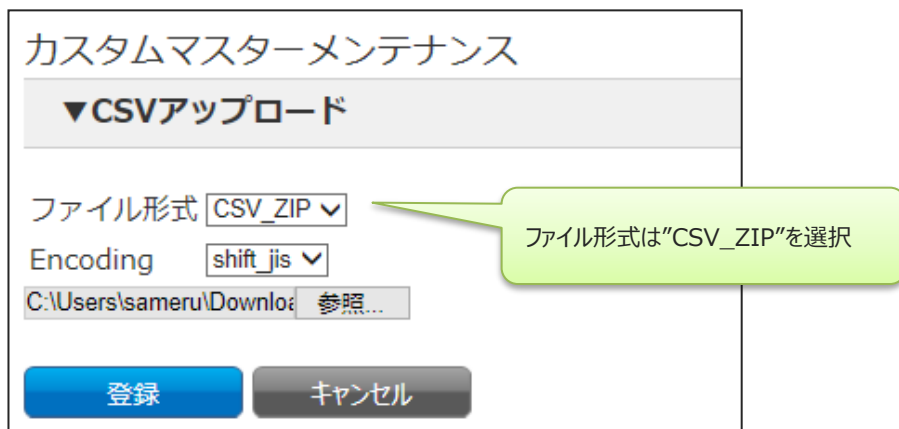 カスタムマスターメンテナンス
▼CSVアップロード
ファイル形式 CSV_ZIP
ファイル形式は”CSV_ZIP”を選択
Encoding shift_jis
C:\Users\sameru\Downloa 参照...
登録 キャンセル